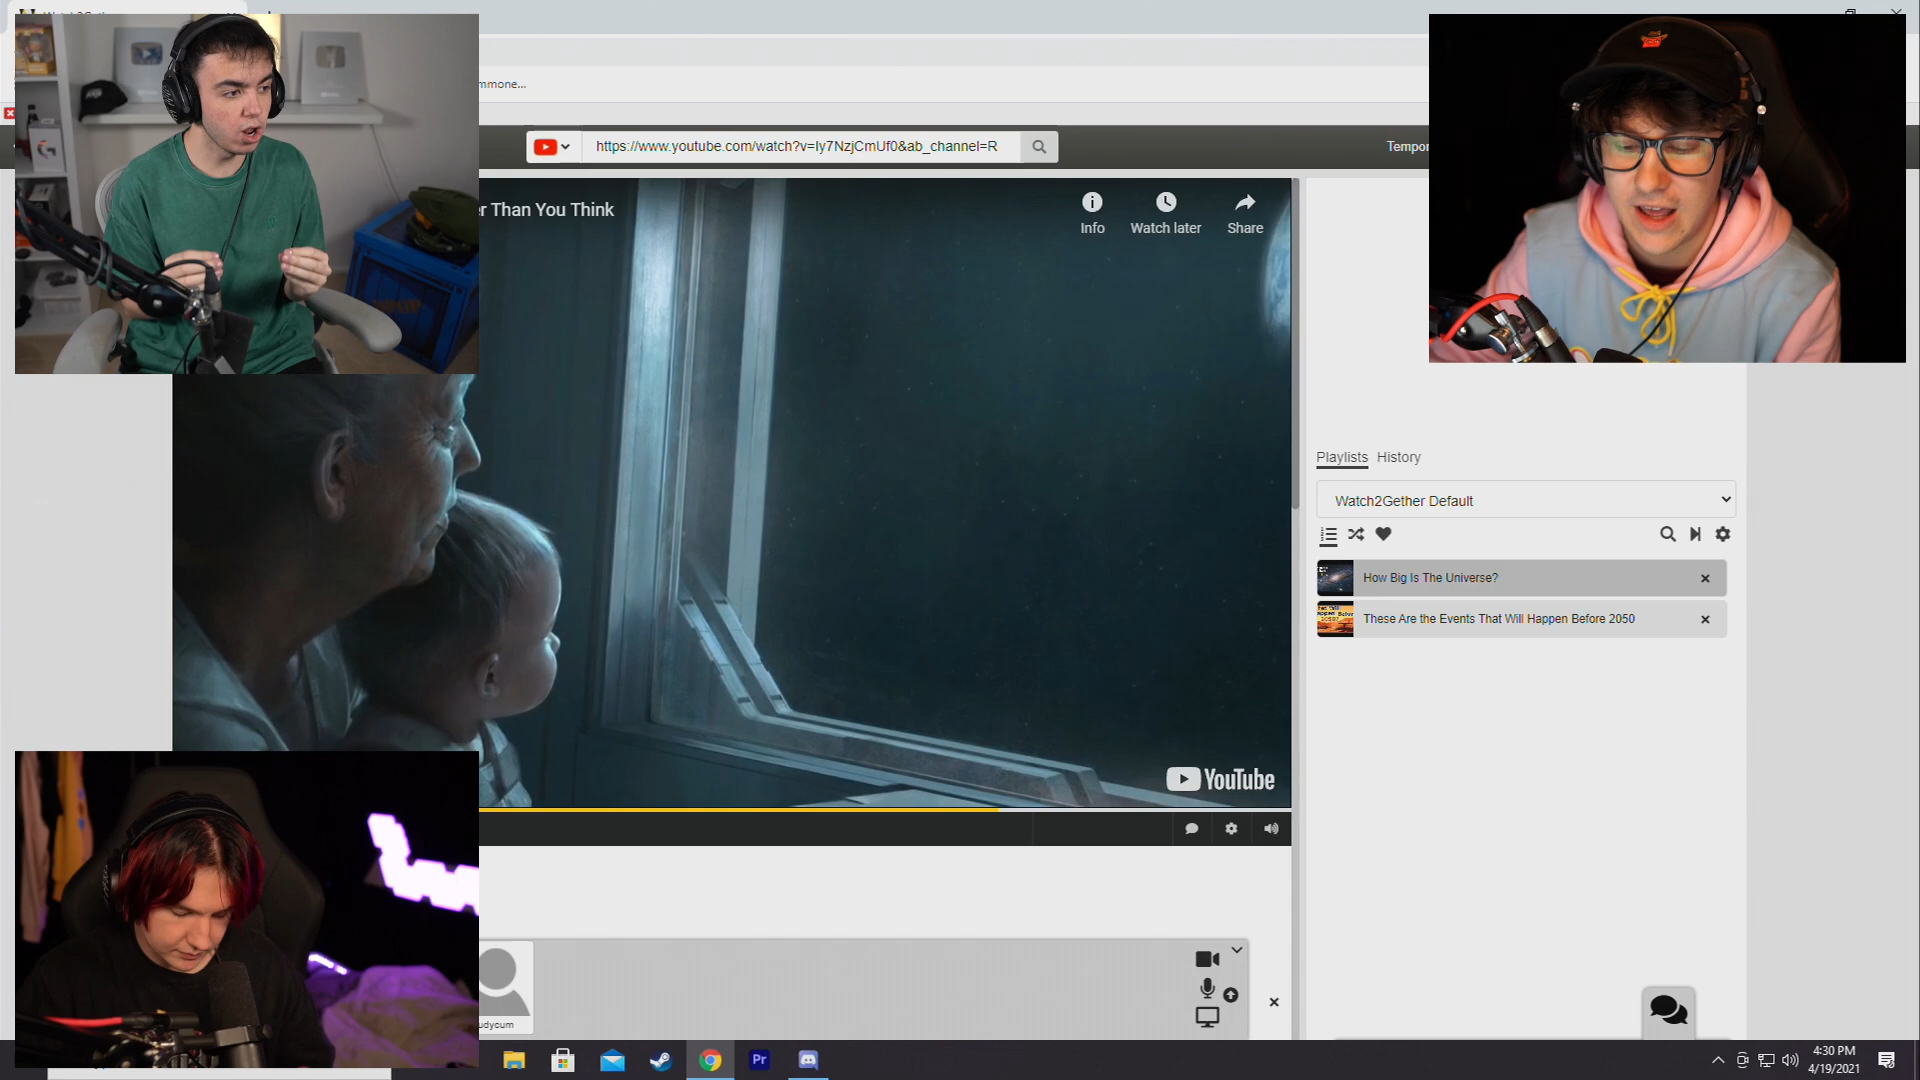 mmone...
https://www.youtube.com/watch?v=Iy7NzjCmUf0&ab_channel=R
Tempor
r Than You Think
Info
Watch later
Share
Playlists
History
Watch2Gether Default
How Big Is The Universe?
These Are the Events That Will Happen Before 2050
YouTube
udycum
Pr
4:30 PM
4/19/2021